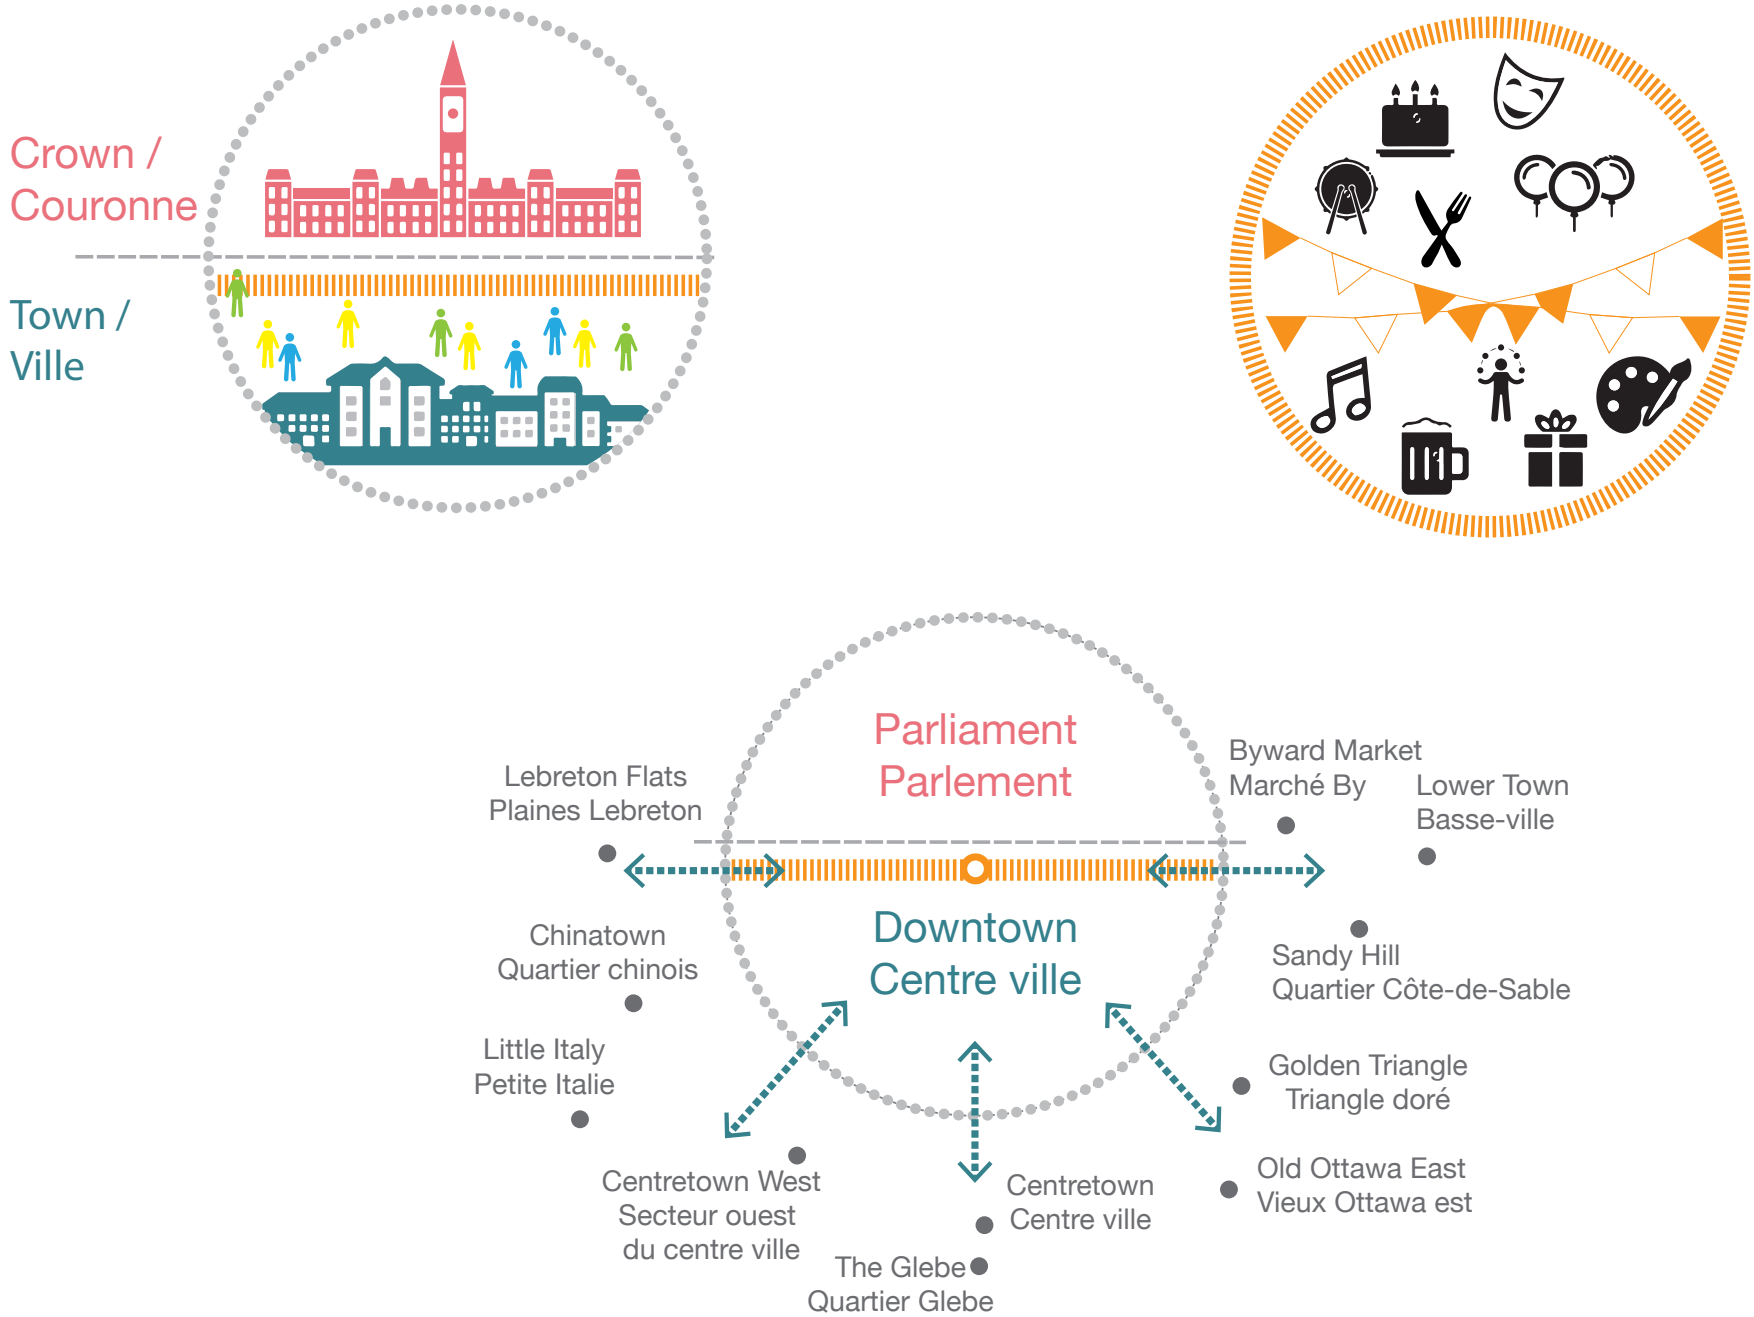 Crown /
Couronne
Town /
Ville
Parliament
Parlement
Downtown
Centre ville
Lebreton Flats
Plaines Lebreton
Chinatown
Quartier chinois
Little Italy
Petite Italie
Centretown West
Secteur ouest
du centre ville
The Glebe
Quartier Glebe
Centretown
Centre ville
Old Ottawa East
Vieux Ottawa est
Golden Triangle
Triangle doré
Sandy Hill
Quartier Côte-de-Sable
Byward Market
Marché By
Lower Town
Basse-ville